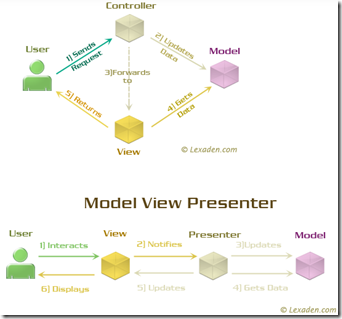 Controller
User
1) Sends
Request
2) Updates
Data
Model
3)Forwards
to
5) Returns
4) Gets
Data
View
© Lexaden.com
Model View Presenter
User
View
Presenter
Model
1) Interacts
2) Notifies
3)Updates
6) Displays
5) Updates
4) Gets Data
© Lexaden.com